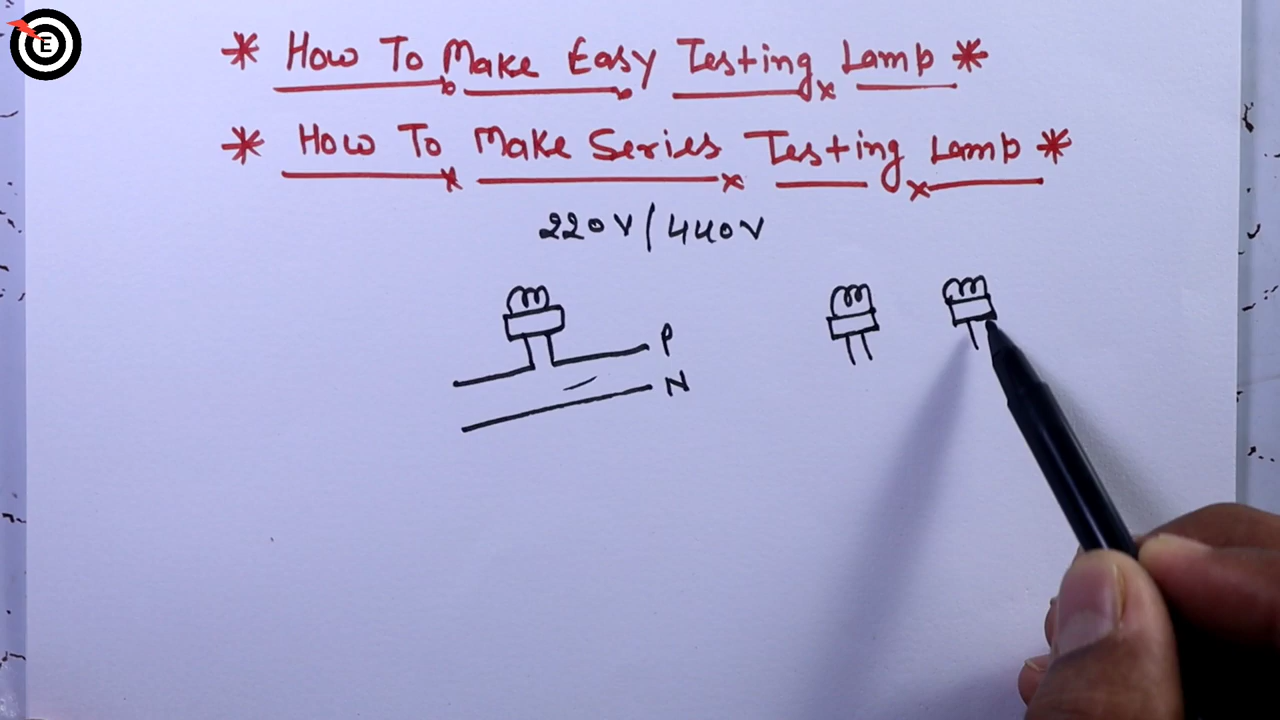 E
* How To Make Easy Testing Lamp *
* How To Make Series Testing Lamp *
220V/440V
P
N